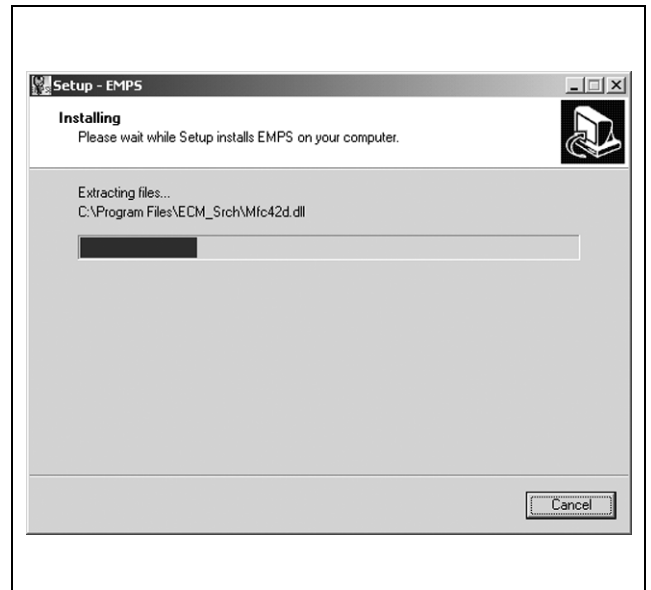 Setup - EMPS
Installing
Please wait while Setup installs EMPS on your computer.
Extracting files...
C:\Program Files\ECM_Srch\Mfc42d.dll
Cancel